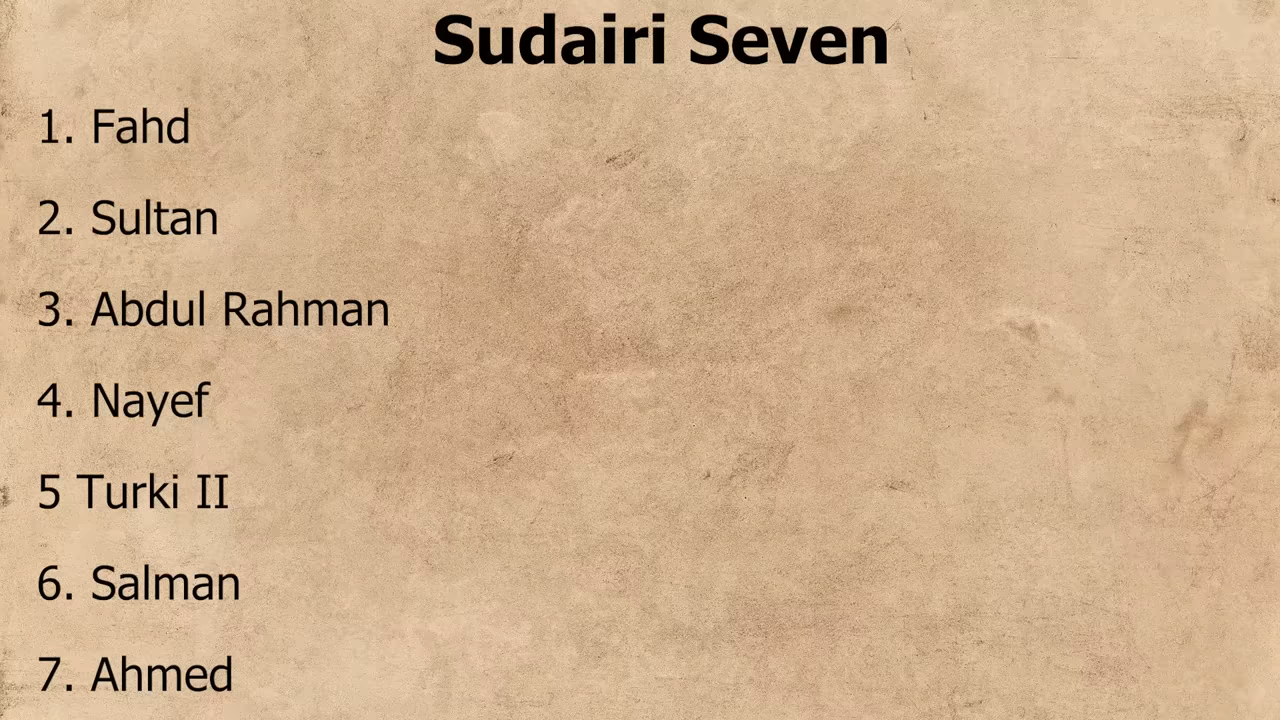 Sudairi Seven
1. Fahd
2. Sultan
3. Abdul Rahman
4. Nayef
5 Turki II
6. Salman
7. Ahmed